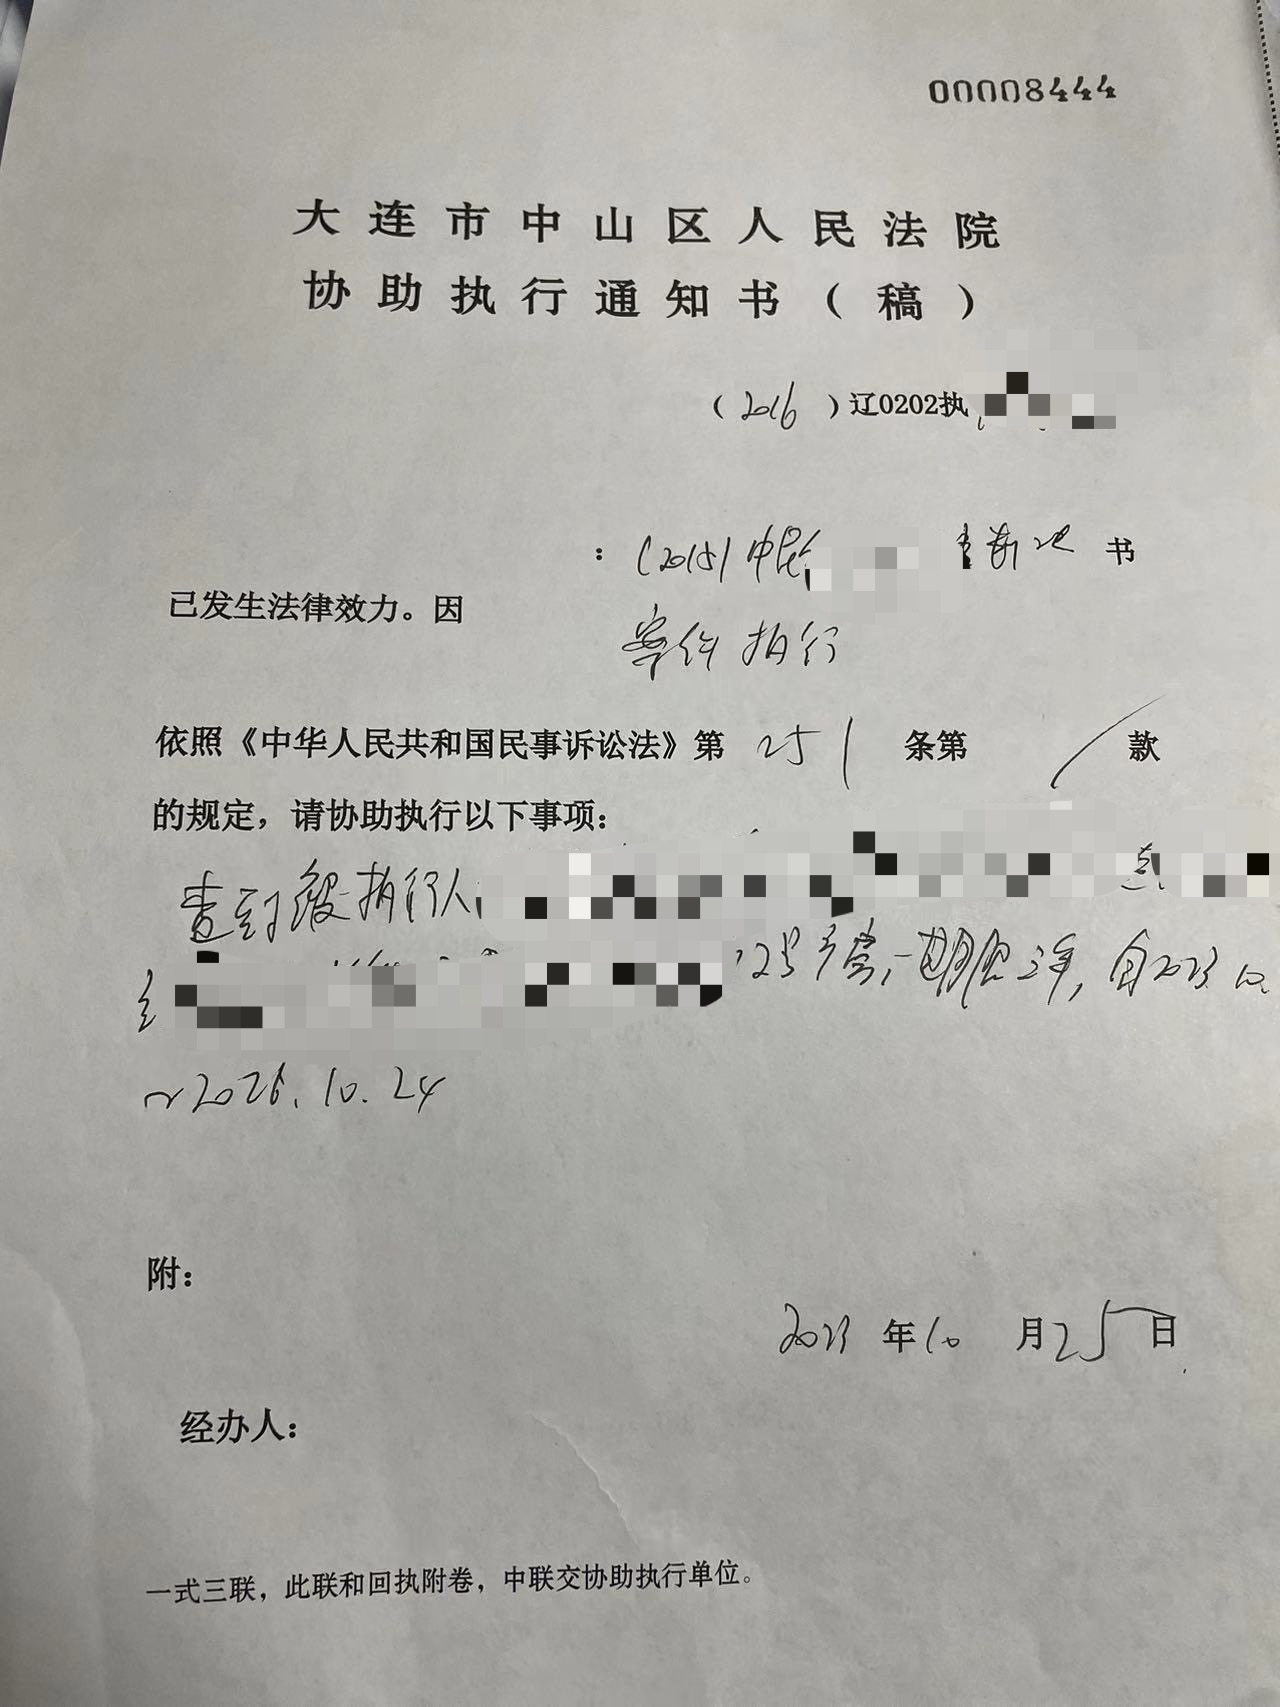 00008444
大连市中山区人民法院
协助执行通知书(稿)
(2016)辽0202执
:(2015)中民 书
已发生法律效力。因
案件执行
依照《中华人民共和国民事诉讼法》第251条第/款
的规定,请协助执行以下事项:
查封被执行人
号 期限三年,自2023.10.
~2026.10.24
附:
2023年10月25日
经办人:
一式三联,此联和回执附卷,中联交协助执行单位。